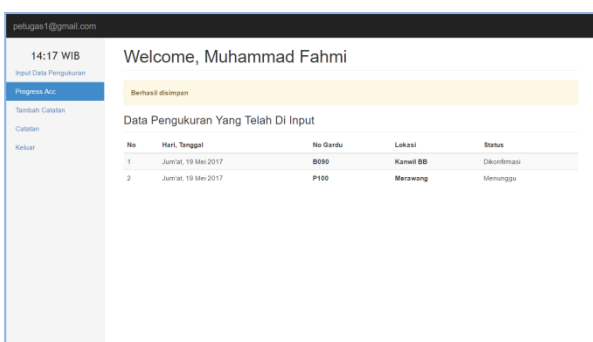 petugas1@gmail.com
14:17 WIB
Input Data Pengukuran
Progress Acc
Tambah Catatan
Catatan
Keluar
Welcome, Muhammad Fahmi
Berhasil disimpan
Data Pengukuran Yang Telah Di Input
No Hari, Tanggal No Gardu Lokasi Status
1 Jum'at, 19 Mei 2017 B090 Kanwil BB Dikonfirmasi
2 Jum'at, 19 Mei 2017 P100 Merawang Menunggu